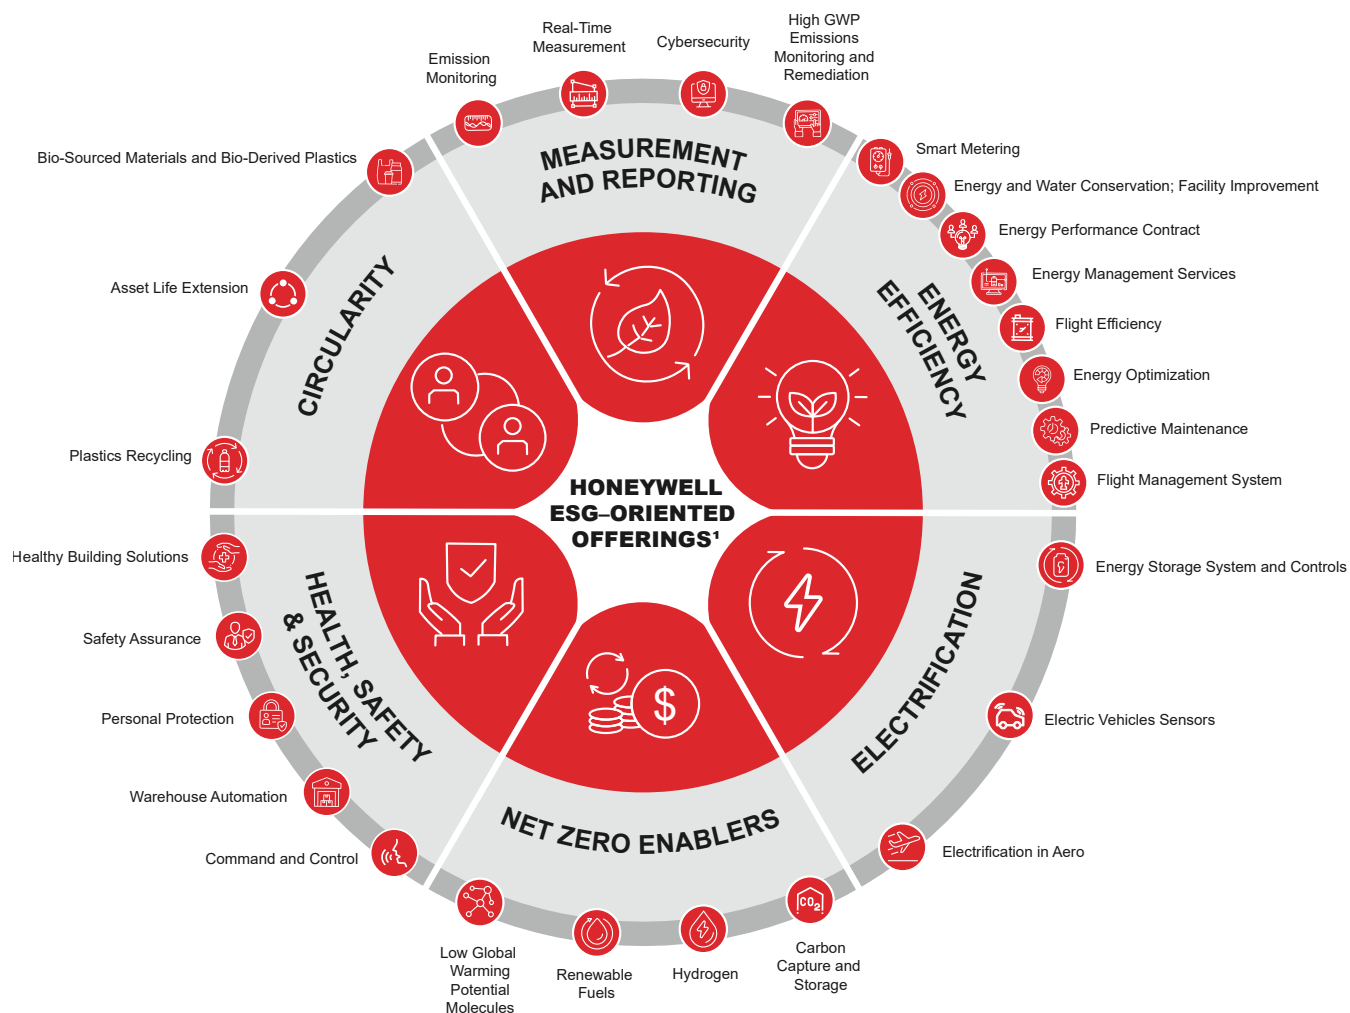 Real-Time
Measurement
Cybersecurity
High GWP
Emissions
Monitoring and
Remediation
Emission
Monitoring
MEASUREMENT
AND REPORTING
Smart Metering
Energy and Water Conservation; Facility Improvement
Energy Performance Contract
Energy Management Services
Flight Efficiency
Energy Optimization
Predictive Maintenance
Flight Management System
ENERGY
EFFICIENCY
Energy Storage System and Controls
Electric Vehicles Sensors
Electrification in Aero
ELECTRIFICATION
Carbon
Capture and
Storage
Hydrogen
Renewable
Fuels
Low Global
Warming
Potential
Molecules
NET ZERO ENABLERS
CO2
$
Command and Control
Warehouse Automation
Personal Protection
Safety Assurance
Healthy Building Solutions
HEALTH, SAFETY
& SECURITY
Plastics Recycling
Asset Life Extension
Bio-Sourced Materials and Bio-Derived Plastics
CIRCULARITY
HONEYWELL
ESG–ORIENTED
OFFERINGS¹